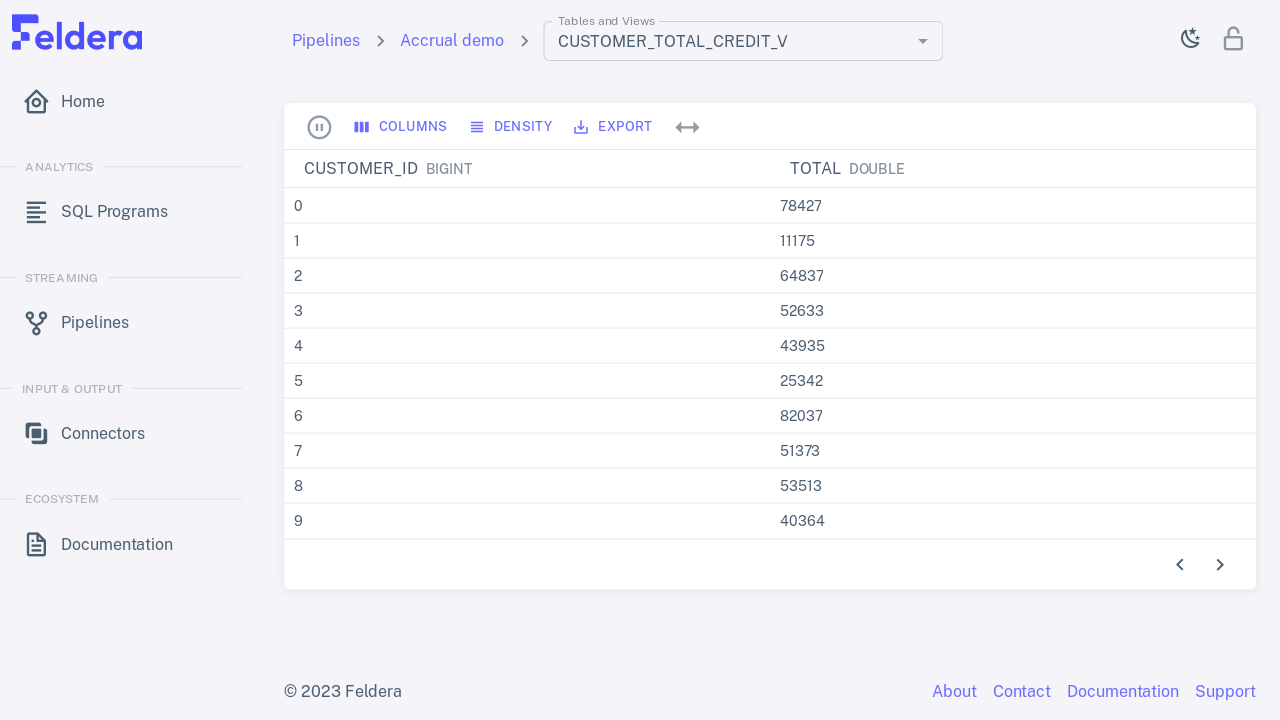 Feldera
Pipelines Accrual demo Tables and Views CUSTOMER_TOTAL_CREDIT_V
Home
ANALYTICS
SQL Programs
STREAMING
Pipelines
INPUT & OUTPUT
Connectors
ECOSYSTEM
Documentation
COLUMNS DENSITY EXPORT
CUSTOMER_ID BIGINT TOTAL DOUBLE
0 78427
1 11175
2 64837
3 52633
4 43935
5 25342
6 82037
7 51373
8 53513
9 40364
© 2023 Feldera About Contact Documentation Support